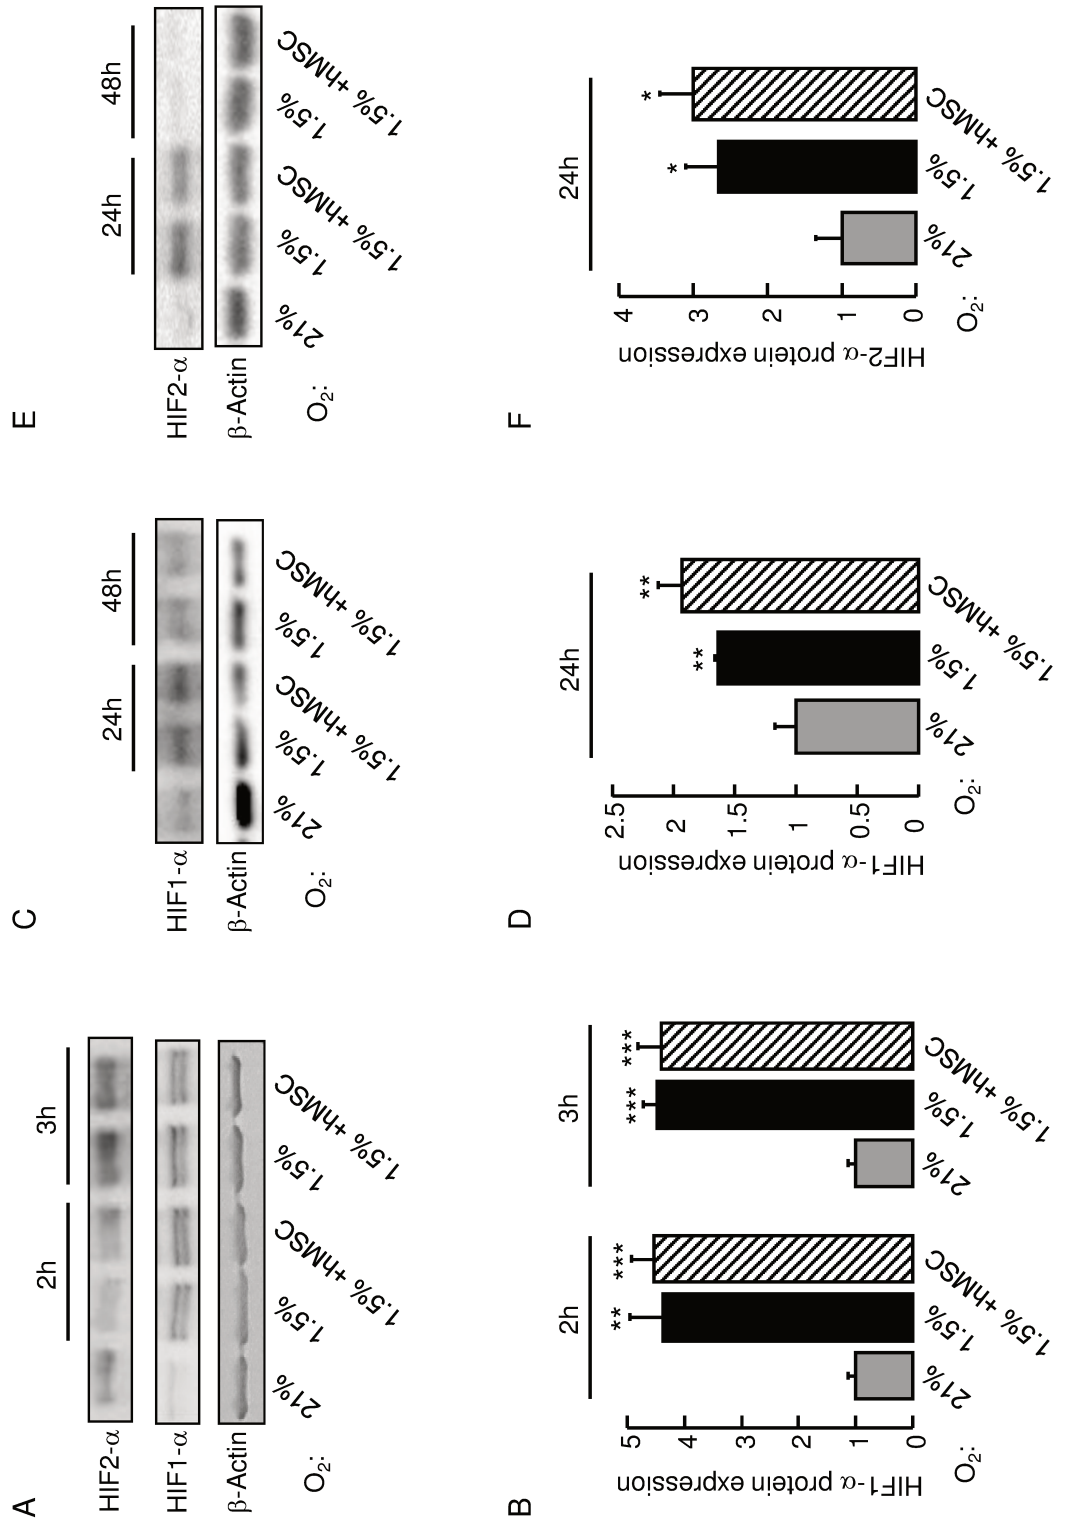 A
2h 3h
HIF2-α
HIF1-α
β-Actin
O₂: 21% 1.5% 1.5% +hMSC 1.5% 1.5% +hMSC
B
2h 3h
HIF1-α protein expression
5
4
3
2
1
0
** *** *** ***
O₂: 21% 1.5% 1.5% +hMSC 21% 1.5% 1.5% +hMSC
C
24h 48h
HIF1-α
β-Actin
O₂: 21% 1.5% 1.5% +hMSC 1.5% 1.5% +hMSC
D
24h
HIF1-α protein expression
2.5
2
1.5
1
0.5
0
** **
O₂: 21% 1.5% 1.5% +hMSC
E
24h 48h
HIF2-α
β-Actin
O₂: 21% 1.5% 1.5% +hMSC 1.5% 1.5% +hMSC
F
24h
HIF2-α protein expression
4
3
2
1
0
* *
O₂: 21% 1.5% 1.5% +hMSC